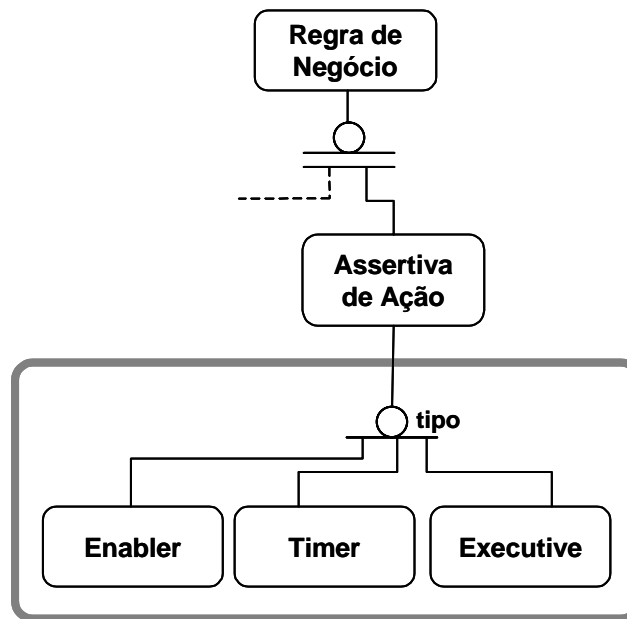 Regra de
Negócio
Assertiva
de Ação
tipo
Enabler
Timer
Executive